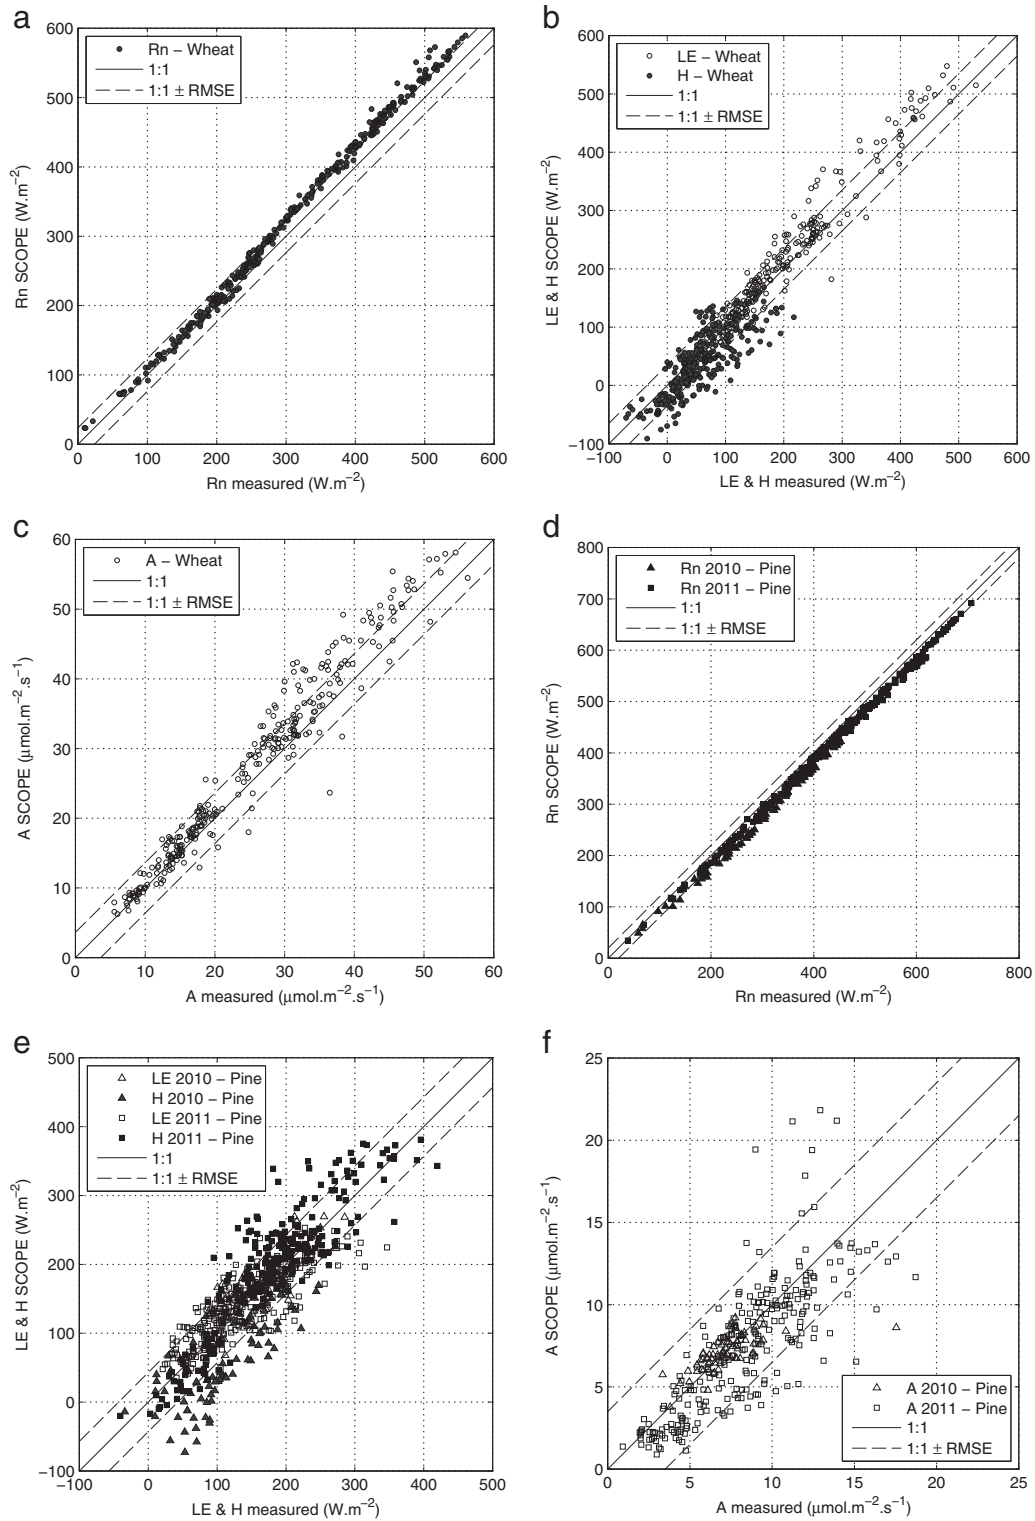 a
600
500
400
300
200
100
0
Rn SCOPE (W.m−2)
Rn − Wheat
1:1
1:1 ± RMSE
0 100 200 300 400 500 600
Rn measured (W.m−2)
b
600
500
400
300
200
100
0
−100
LE & H SCOPE (W.m−2)
LE − Wheat
H − Wheat
1:1
1:1 ± RMSE
−100 0 100 200 300 400 500 600
LE & H measured (W.m−2)
c
60
50
40
30
20
10
0
A SCOPE (μmol.m−2.s−1)
A − Wheat
1:1
1:1 ± RMSE
0 10 20 30 40 50 60
A measured (μmol.m−2.s−1)
d
800
700
600
500
400
300
200
100
0
Rn SCOPE (W.m−2)
Rn 2010 − Pine
Rn 2011 − Pine
1:1
1:1 ± RMSE
200 400 600 800
Rn measured (W.m−2)
e
500
400
300
200
100
0
−100
LE & H SCOPE (W.m−2)
LE 2010 − Pine
H 2010 − Pine
LE 2011 − Pine
H 2011 − Pine
1:1
1:1 ± RMSE
−100 0 100 200 300 400 500
LE & H measured (W.m−2)
f
25
20
15
10
5
0
A SCOPE (μmol.m−2.s−1)
A 2010 − Pine
A 2011 − Pine
1:1
1:1 ± RMSE
0 5 10 15 20 25
A measured (μmol.m−2.s−1)